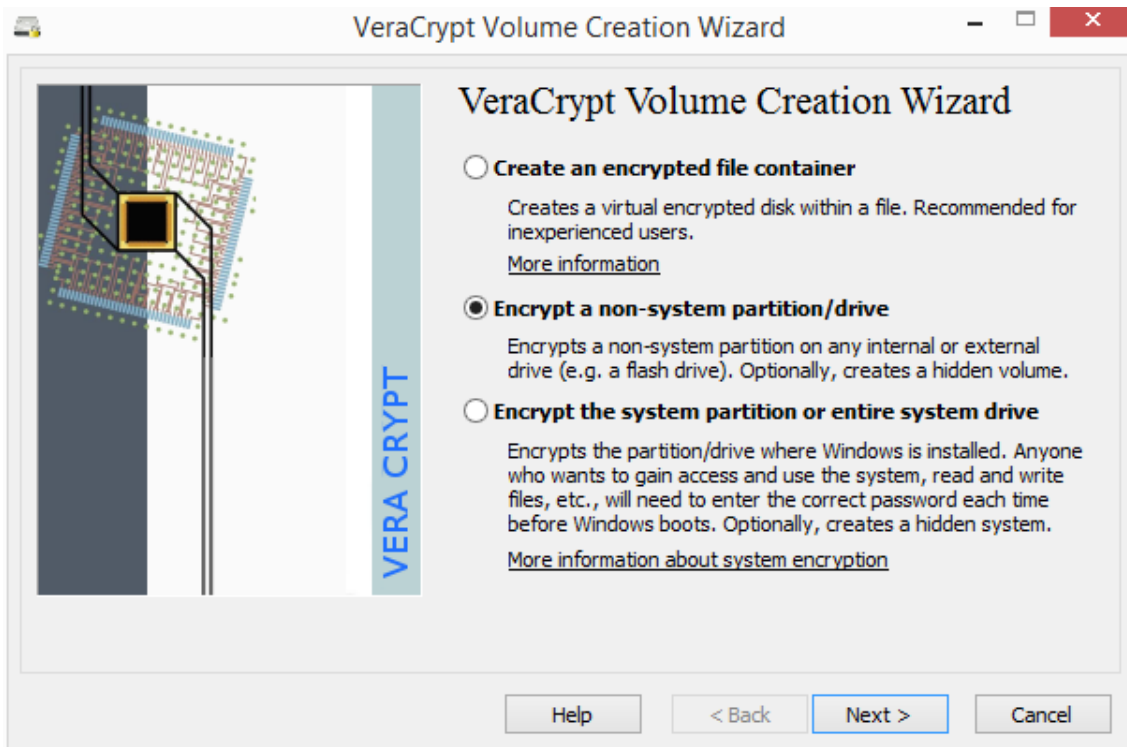 VeraCrypt Volume Creation Wizard
VERA CRYPT
VeraCrypt Volume Creation Wizard
Create an encrypted file container
Creates a virtual encrypted disk within a file. Recommended for
inexperienced users.
More information
Encrypt a non-system partition/drive
Encrypts a non-system partition on any internal or external
drive (e.g. a flash drive). Optionally, creates a hidden volume.
Encrypt the system partition or entire system drive
Encrypts the partition/drive where Windows is installed. Anyone
who wants to gain access and use the system, read and write
files, etc., will need to enter the correct password each time
before Windows boots. Optionally, creates a hidden system.
More information about system encryption
Help
< Back
Next >
Cancel